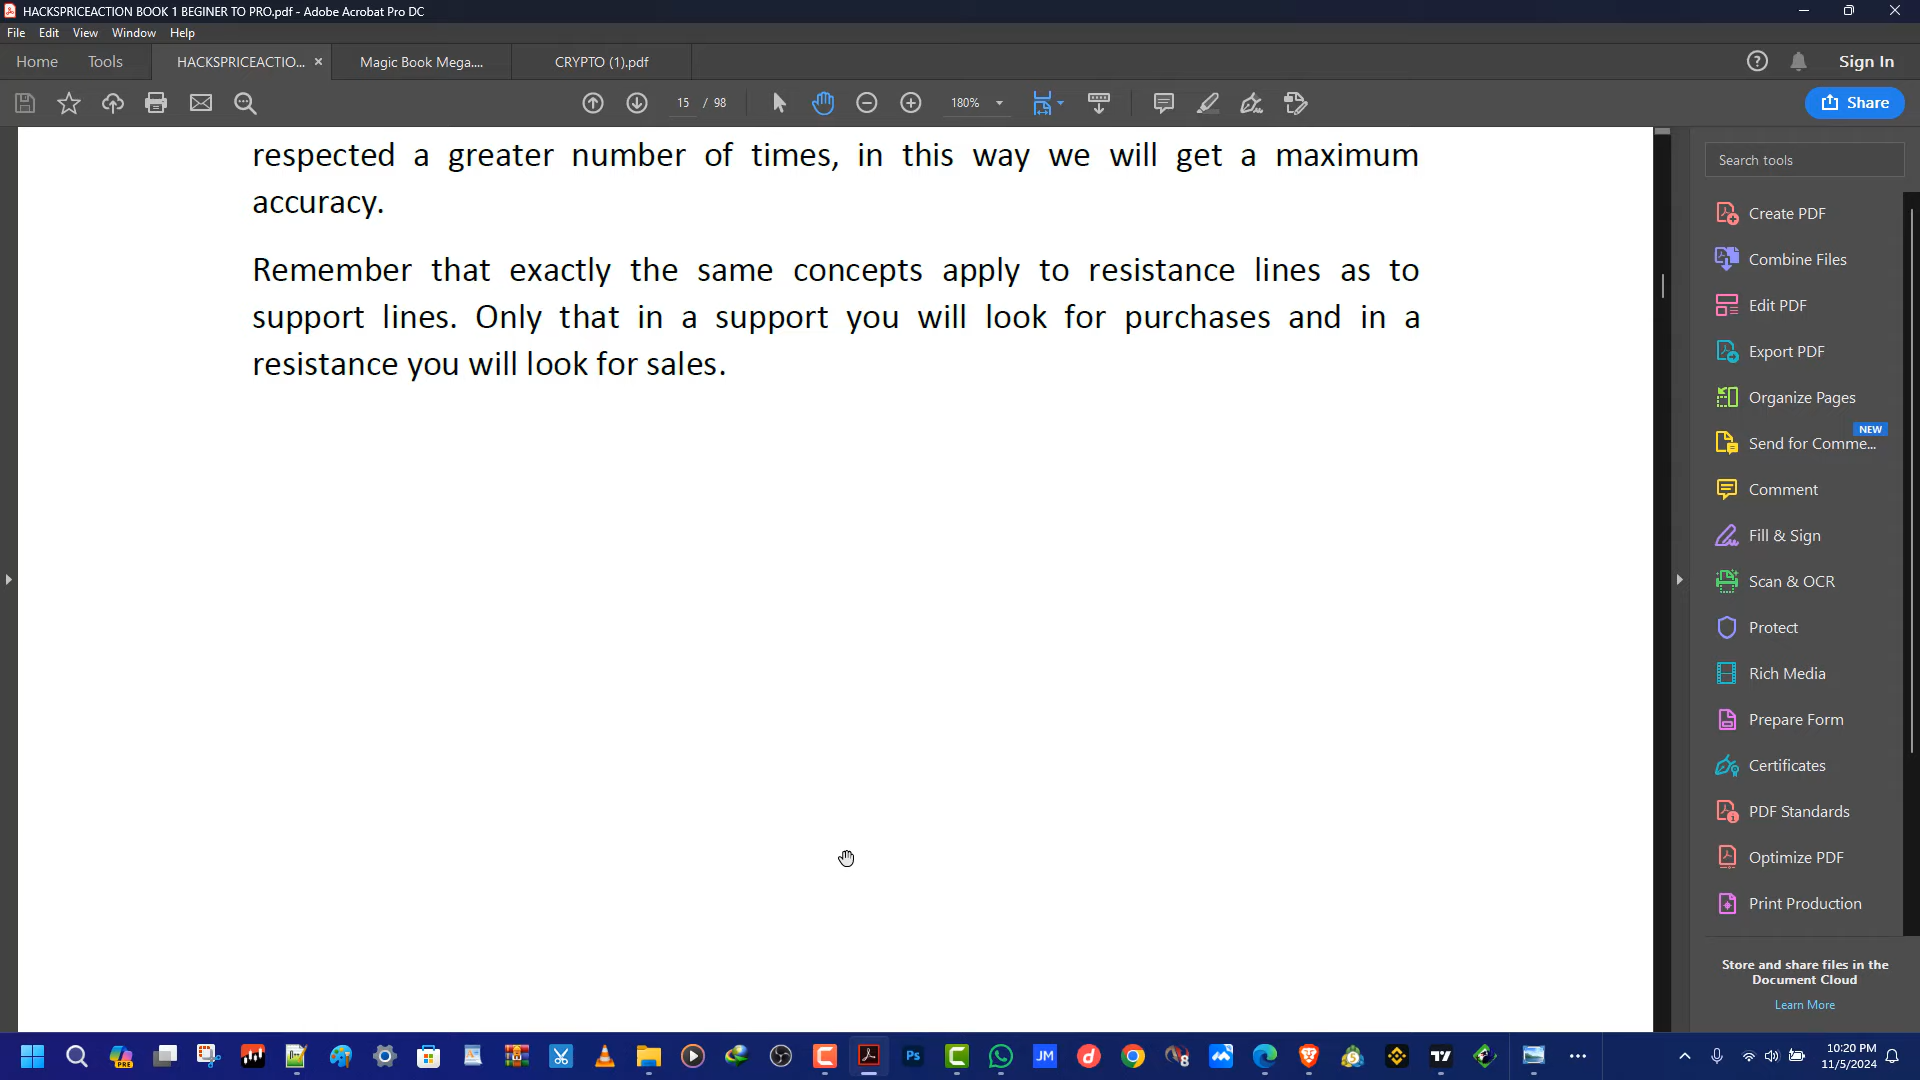 HACKSPRICEACTION BOOK 1 BEGINER TO PRO.pdf - Adobe Acrobat Pro DC
File Edit View Window Help
Home Tools HACKSPRICEACTIO... × Magic Book Mega.... CRYPTO (1).pdf Sign In
15 / 98 180% Share
respected a greater number of times, in this way we will get a maximum
accuracy.
Remember that exactly the same concepts apply to resistance lines as to
support lines. Only that in a support you will look for purchases and in a
resistance you will look for sales.
Search tools
Create PDF
Combine Files
Edit PDF
Export PDF
Organize Pages
NEW
Send for Comme...
Comment
Fill & Sign
Scan & OCR
Protect
Rich Media
Prepare Form
Certificates
PDF Standards
Optimize PDF
Print Production
Store and share files in the
Document Cloud
Learn More
PRE Ps JM 8
10:20 PM
11/5/2024